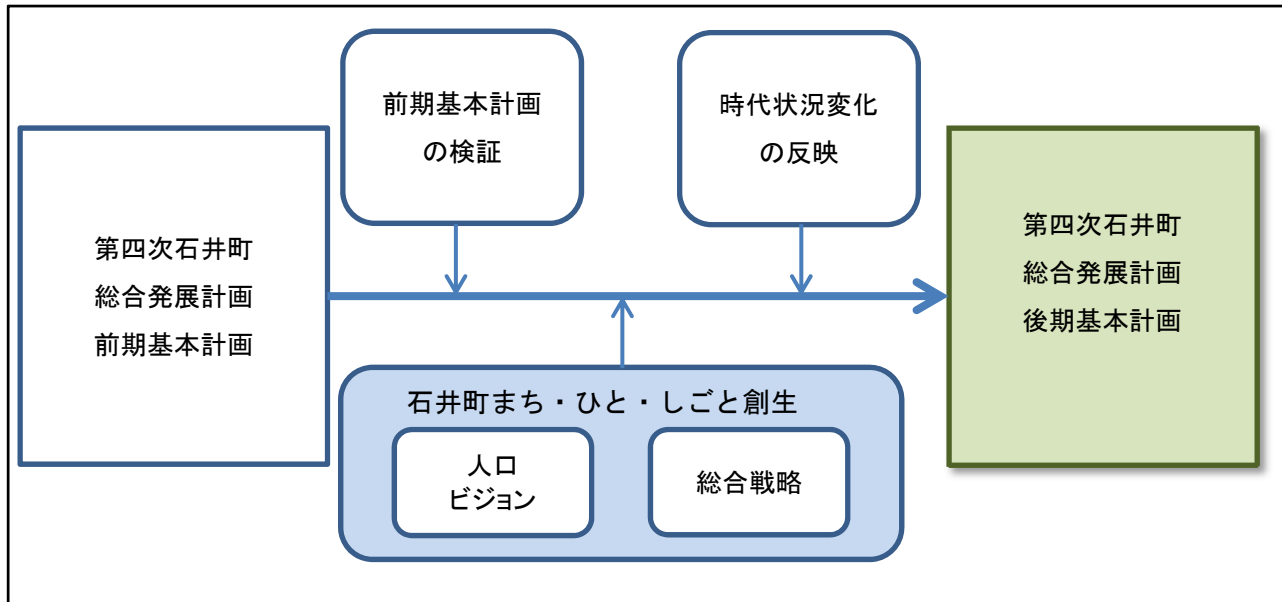 前期基本計画
の検証
時代状況変化
の反映
第四次石井町
総合発展計画
前期基本計画
第四次石井町
総合発展計画
後期基本計画
石井町まち・ひと・しごと創生
人口
ビジョン
総合戦略